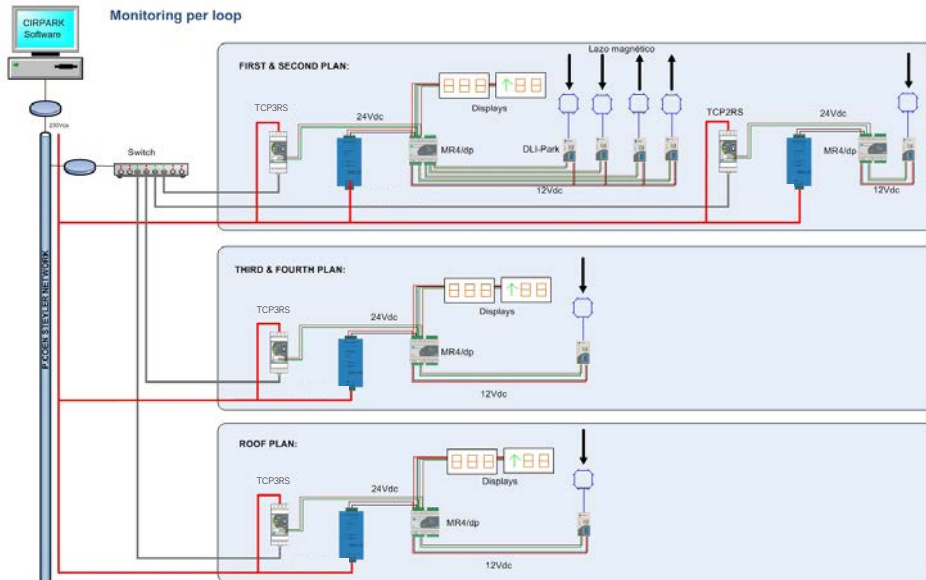 CIRPARK
Software
Monitoring per loop
230Vca
Switch
P.COEN STEYLER NETWORK
FIRST & SECOND PLAN:
Lazo magnético
TCP3RS
24Vdc
Displays
MR4/dp
DLI-Park
12Vdc
TCP2RS
24Vdc
MR4/dp
12Vdc
THIRD & FOURTH PLAN:
TCP3RS
24Vdc
Displays
MR4/dp
12Vdc
ROOF PLAN:
TCP3RS
24Vdc
Displays
MR4/dp
12Vdc